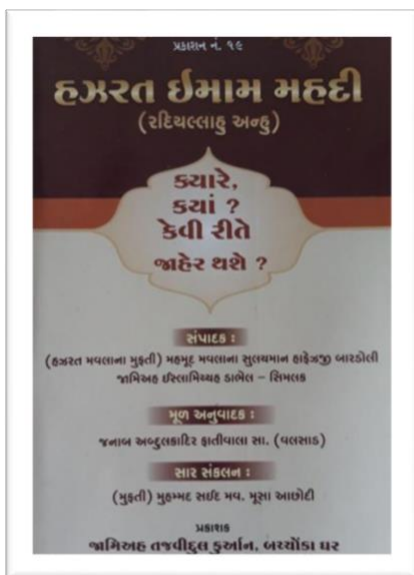 પ્રકાશન નં. ૧૯
હઝરત ઈમામ મહદી
(રદિયલ્લાહુ અન્હુ)
ક્યારે,
ક્યાં ?
કેવી રીતે
જાહેર થશે ?
સંપાદક :
(હઝરત મવલાના મુફતી) મહમૂદ મવલાના સુલયમાન હાફેઝજી બારડોલી
જામિઅહ ઈસ્લામિય્યહ ડાભેલ – સિમલક
મૂળ અનુવાદક :
જનાબ અબ્દુલકાદિર ફાતીવાલા સા. (વલસાડ)
સાર સંકલન :
(મુફતી) મુહમ્મદ સઈદ મવ. મૂસા આછોદી
પ્રકાશક
જામિઅહ તજવીદુલ કુર્આન, બચ્ચોંકા ઘર